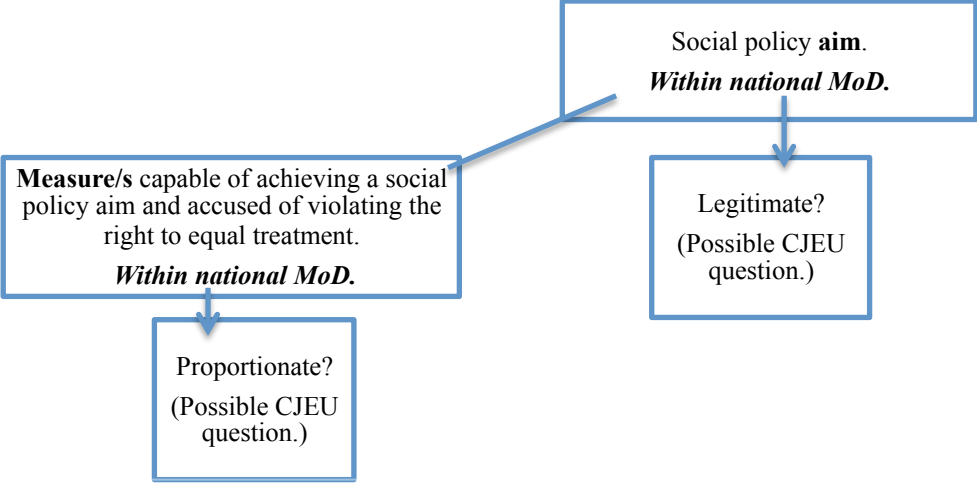 Social policy aim.
Within national MoD.
Measure/s capable of achieving a social
policy aim and accused of violating the
right to equal treatment.
Within national MoD.
Legitimate?
(Possible CJEU
question.)
Proportionate?
(Possible CJEU
question.)